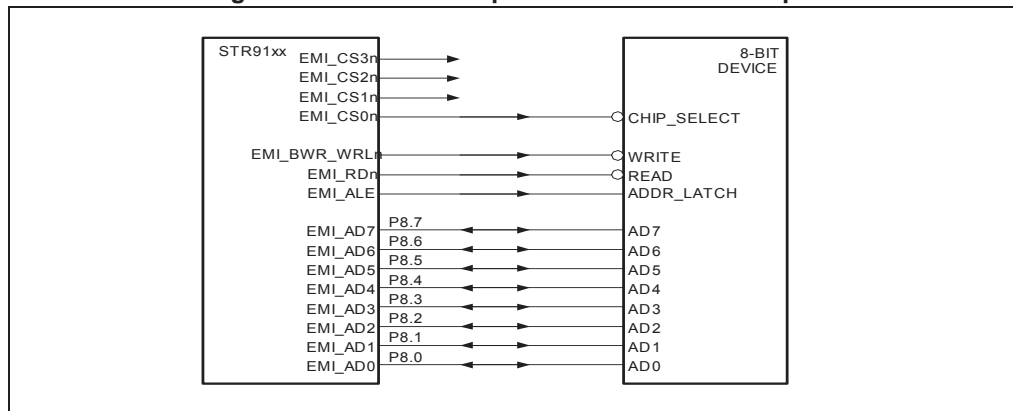 STR91xx
8-BIT
DEVICE
EMI_CS3n
EMI_CS2n
EMI_CS1n
EMI_CS0n
CHIP_SELECT
EMI_BWR_WRLn
WRITE
EMI_RDn
READ
EMI_ALE
ADDR_LATCH
EMI_AD7 P8.7 AD7
EMI_AD6 P8.6 AD6
EMI_AD5 P8.5 AD5
EMI_AD4 P8.4 AD4
EMI_AD3 P8.3 AD3
EMI_AD2 P8.2 AD2
EMI_AD1 P8.1 AD1
EMI_AD0 P8.0 AD0